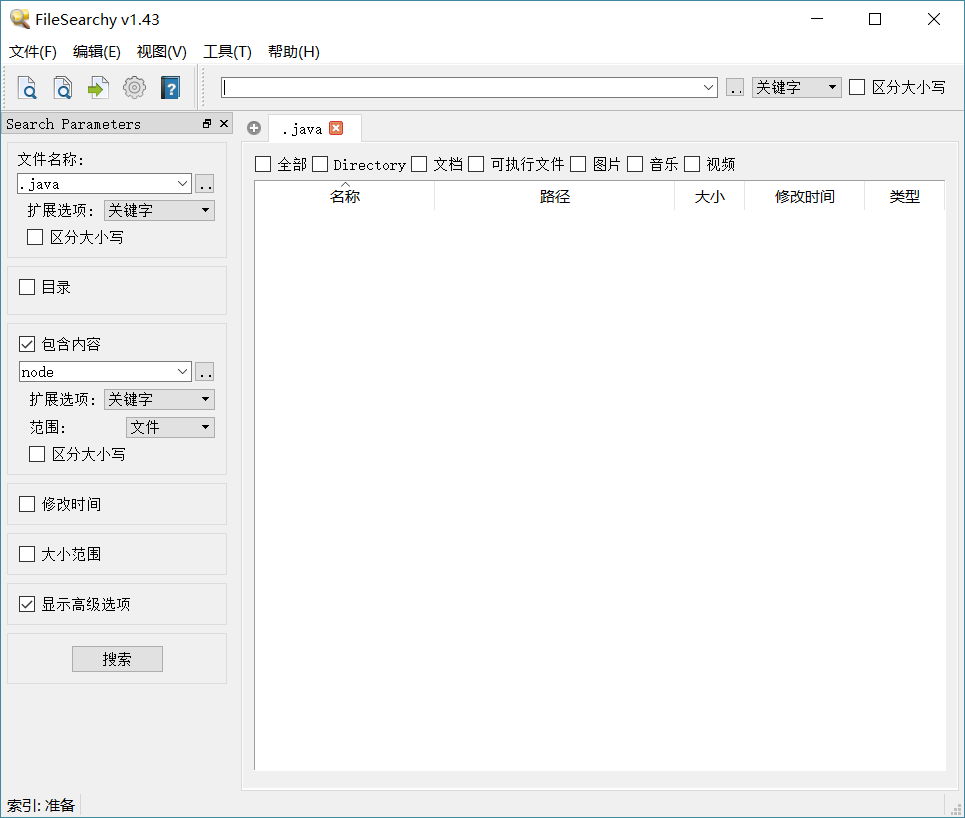 FileSearchy v1.43
文件(F) 编辑(E) 视图(V) 工具(T) 帮助(H)
.. 关键字 区分大小写
Search Parameters
.java
文件名称:
.java ..
扩展选项: 关键字
区分大小写
目录
包含内容
node ..
扩展选项: 关键字
范围: 文件
区分大小写
修改时间
大小范围
显示高级选项
搜索
全部 Directory 文档 可执行文件 图片 音乐 视频
名称 路径 大小 修改时间 类型
索引: 准备